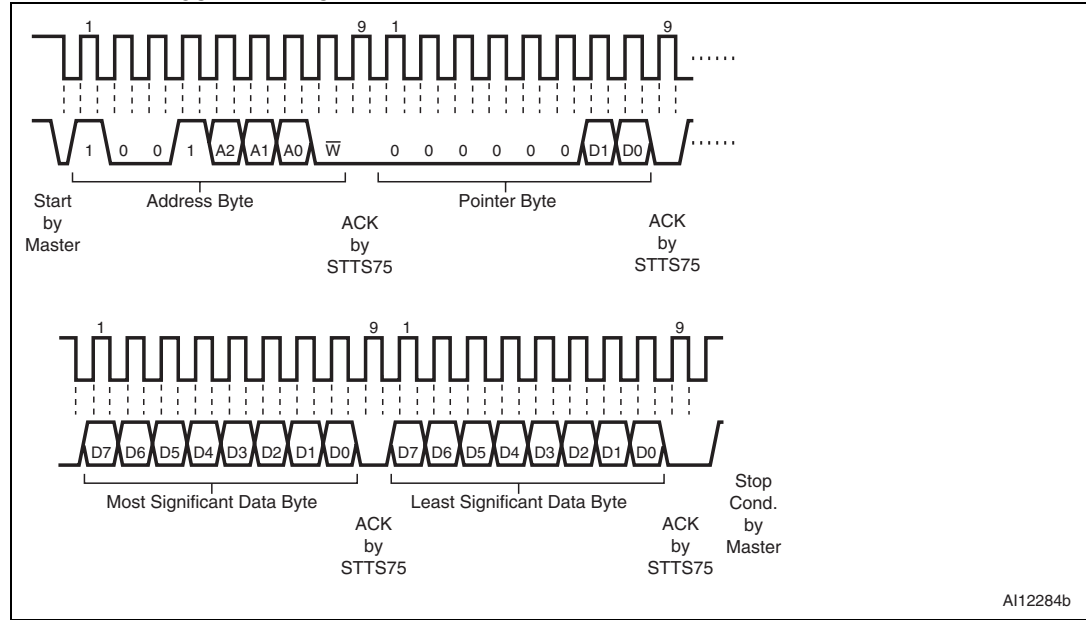 1 9 1 9
......
1 0 0 1 A2 A1 A0 W̅ 0 0 0 0 0 0 D1 D0
......
Start
by
Master
Address Byte
ACK
by
STTS75
Pointer Byte
ACK
by
STTS75
1 9 1 9
D7 D6 D5 D4 D3 D2 D1 D0 D7 D6 D5 D4 D3 D2 D1 D0
Most Significant Data Byte
ACK
by
STTS75
Least Significant Data Byte
ACK
by
STTS75
Stop
Cond.
by
Master
AI12284b